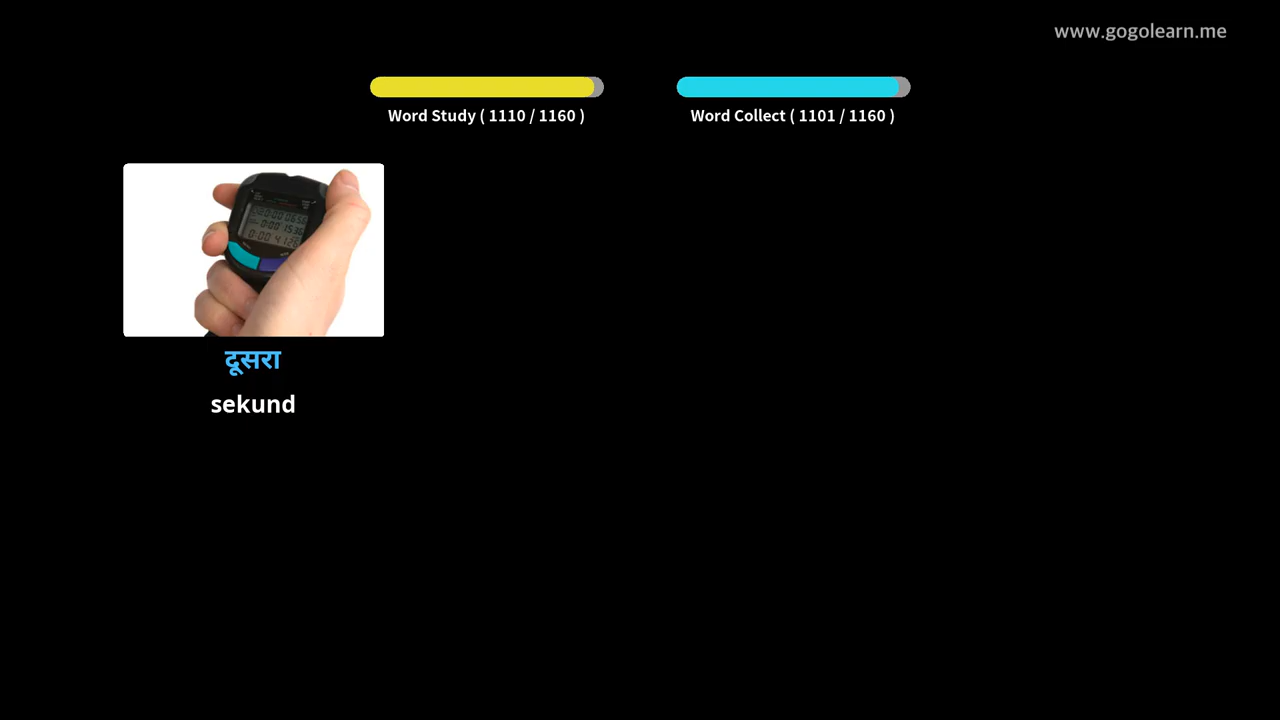 www.gogolearn.me
Word Study ( 1110 / 1160 )
Word Collect ( 1101 / 1160 )
दूसरा
sekund